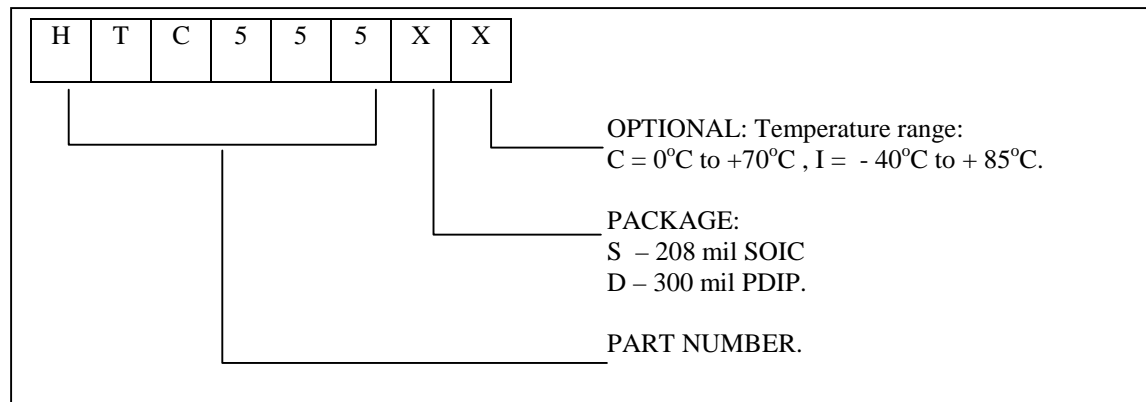 H T C 5 5 5 X X
OPTIONAL: Temperature range:
C = 0°C to +70°C , I = - 40°C to + 85°C.
PACKAGE:
S – 208 mil SOIC
D – 300 mil PDIP.
PART NUMBER.